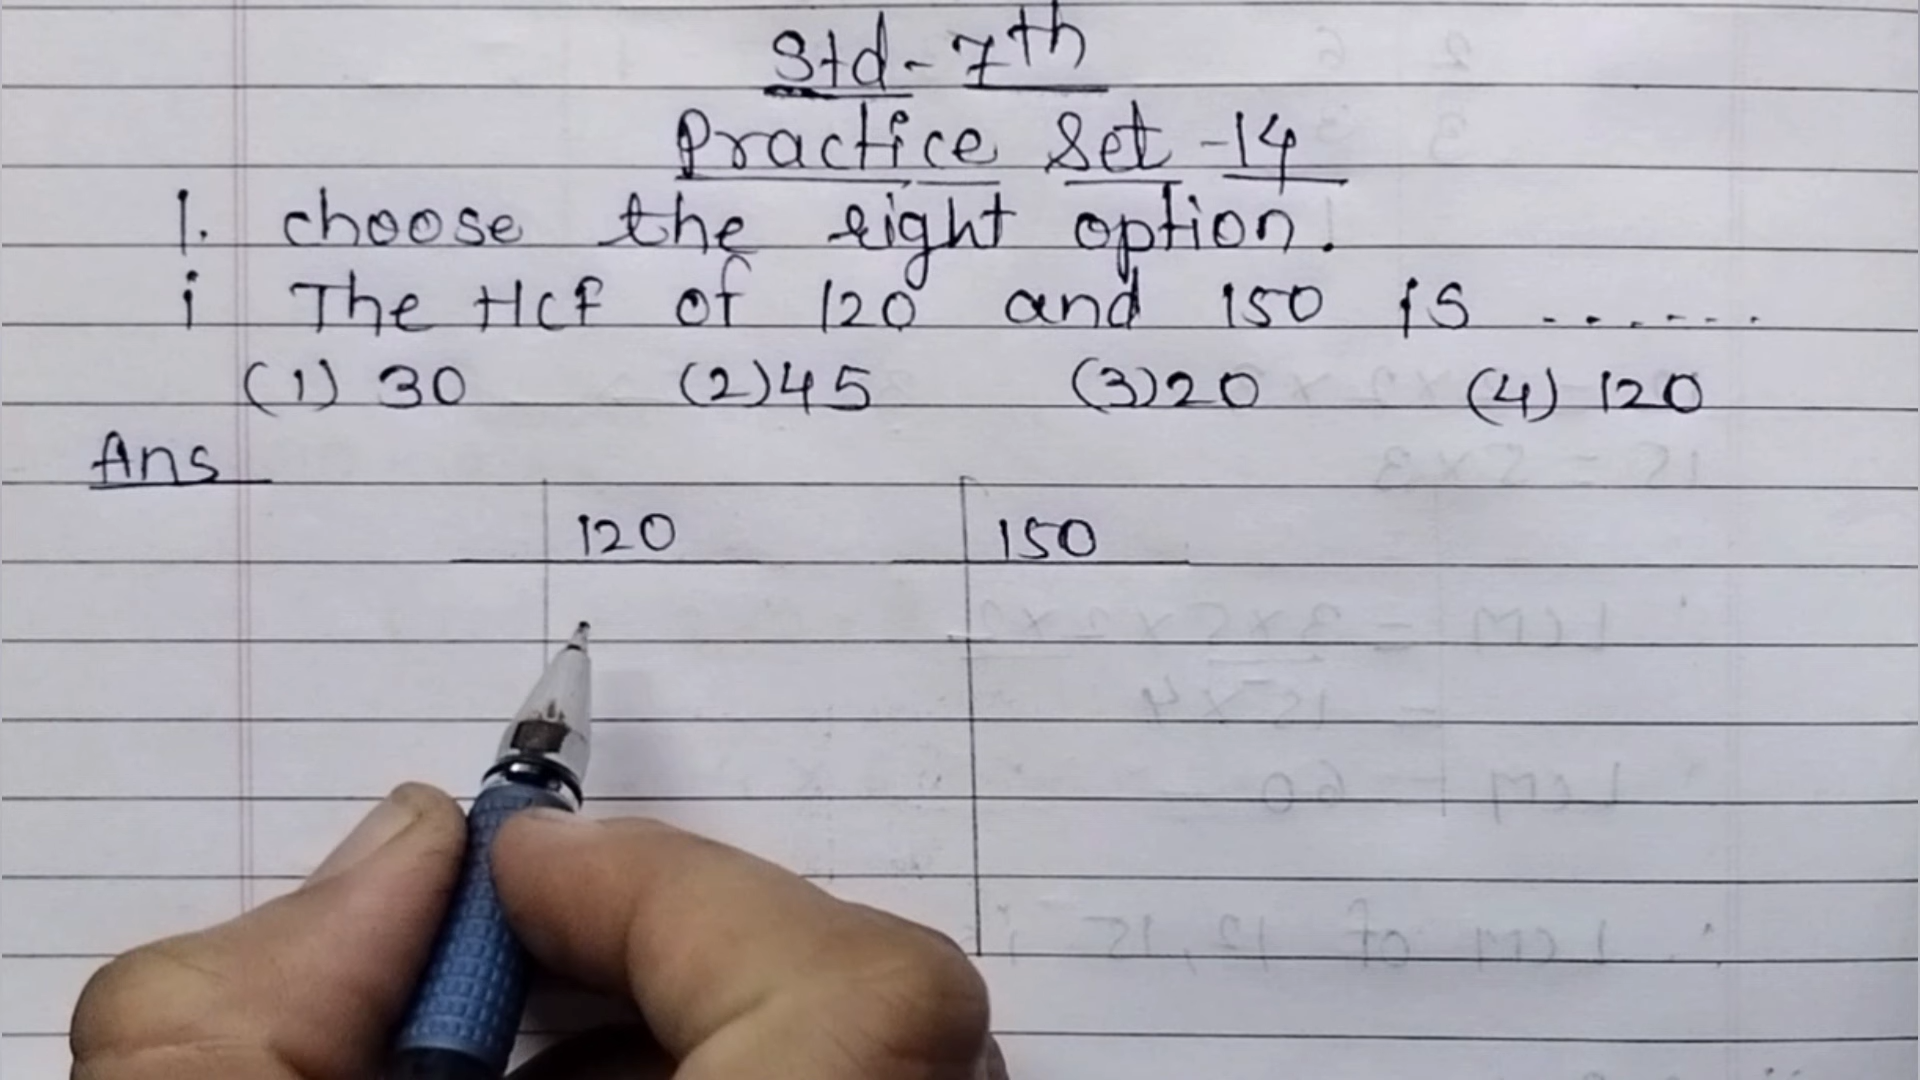 Std - 7th
Practice Set - 14
1. choose the right option.
i The HCF of 120 and 150 is .......
(1) 30 (2) 45 (3) 20 (4) 120
Ans
120 150